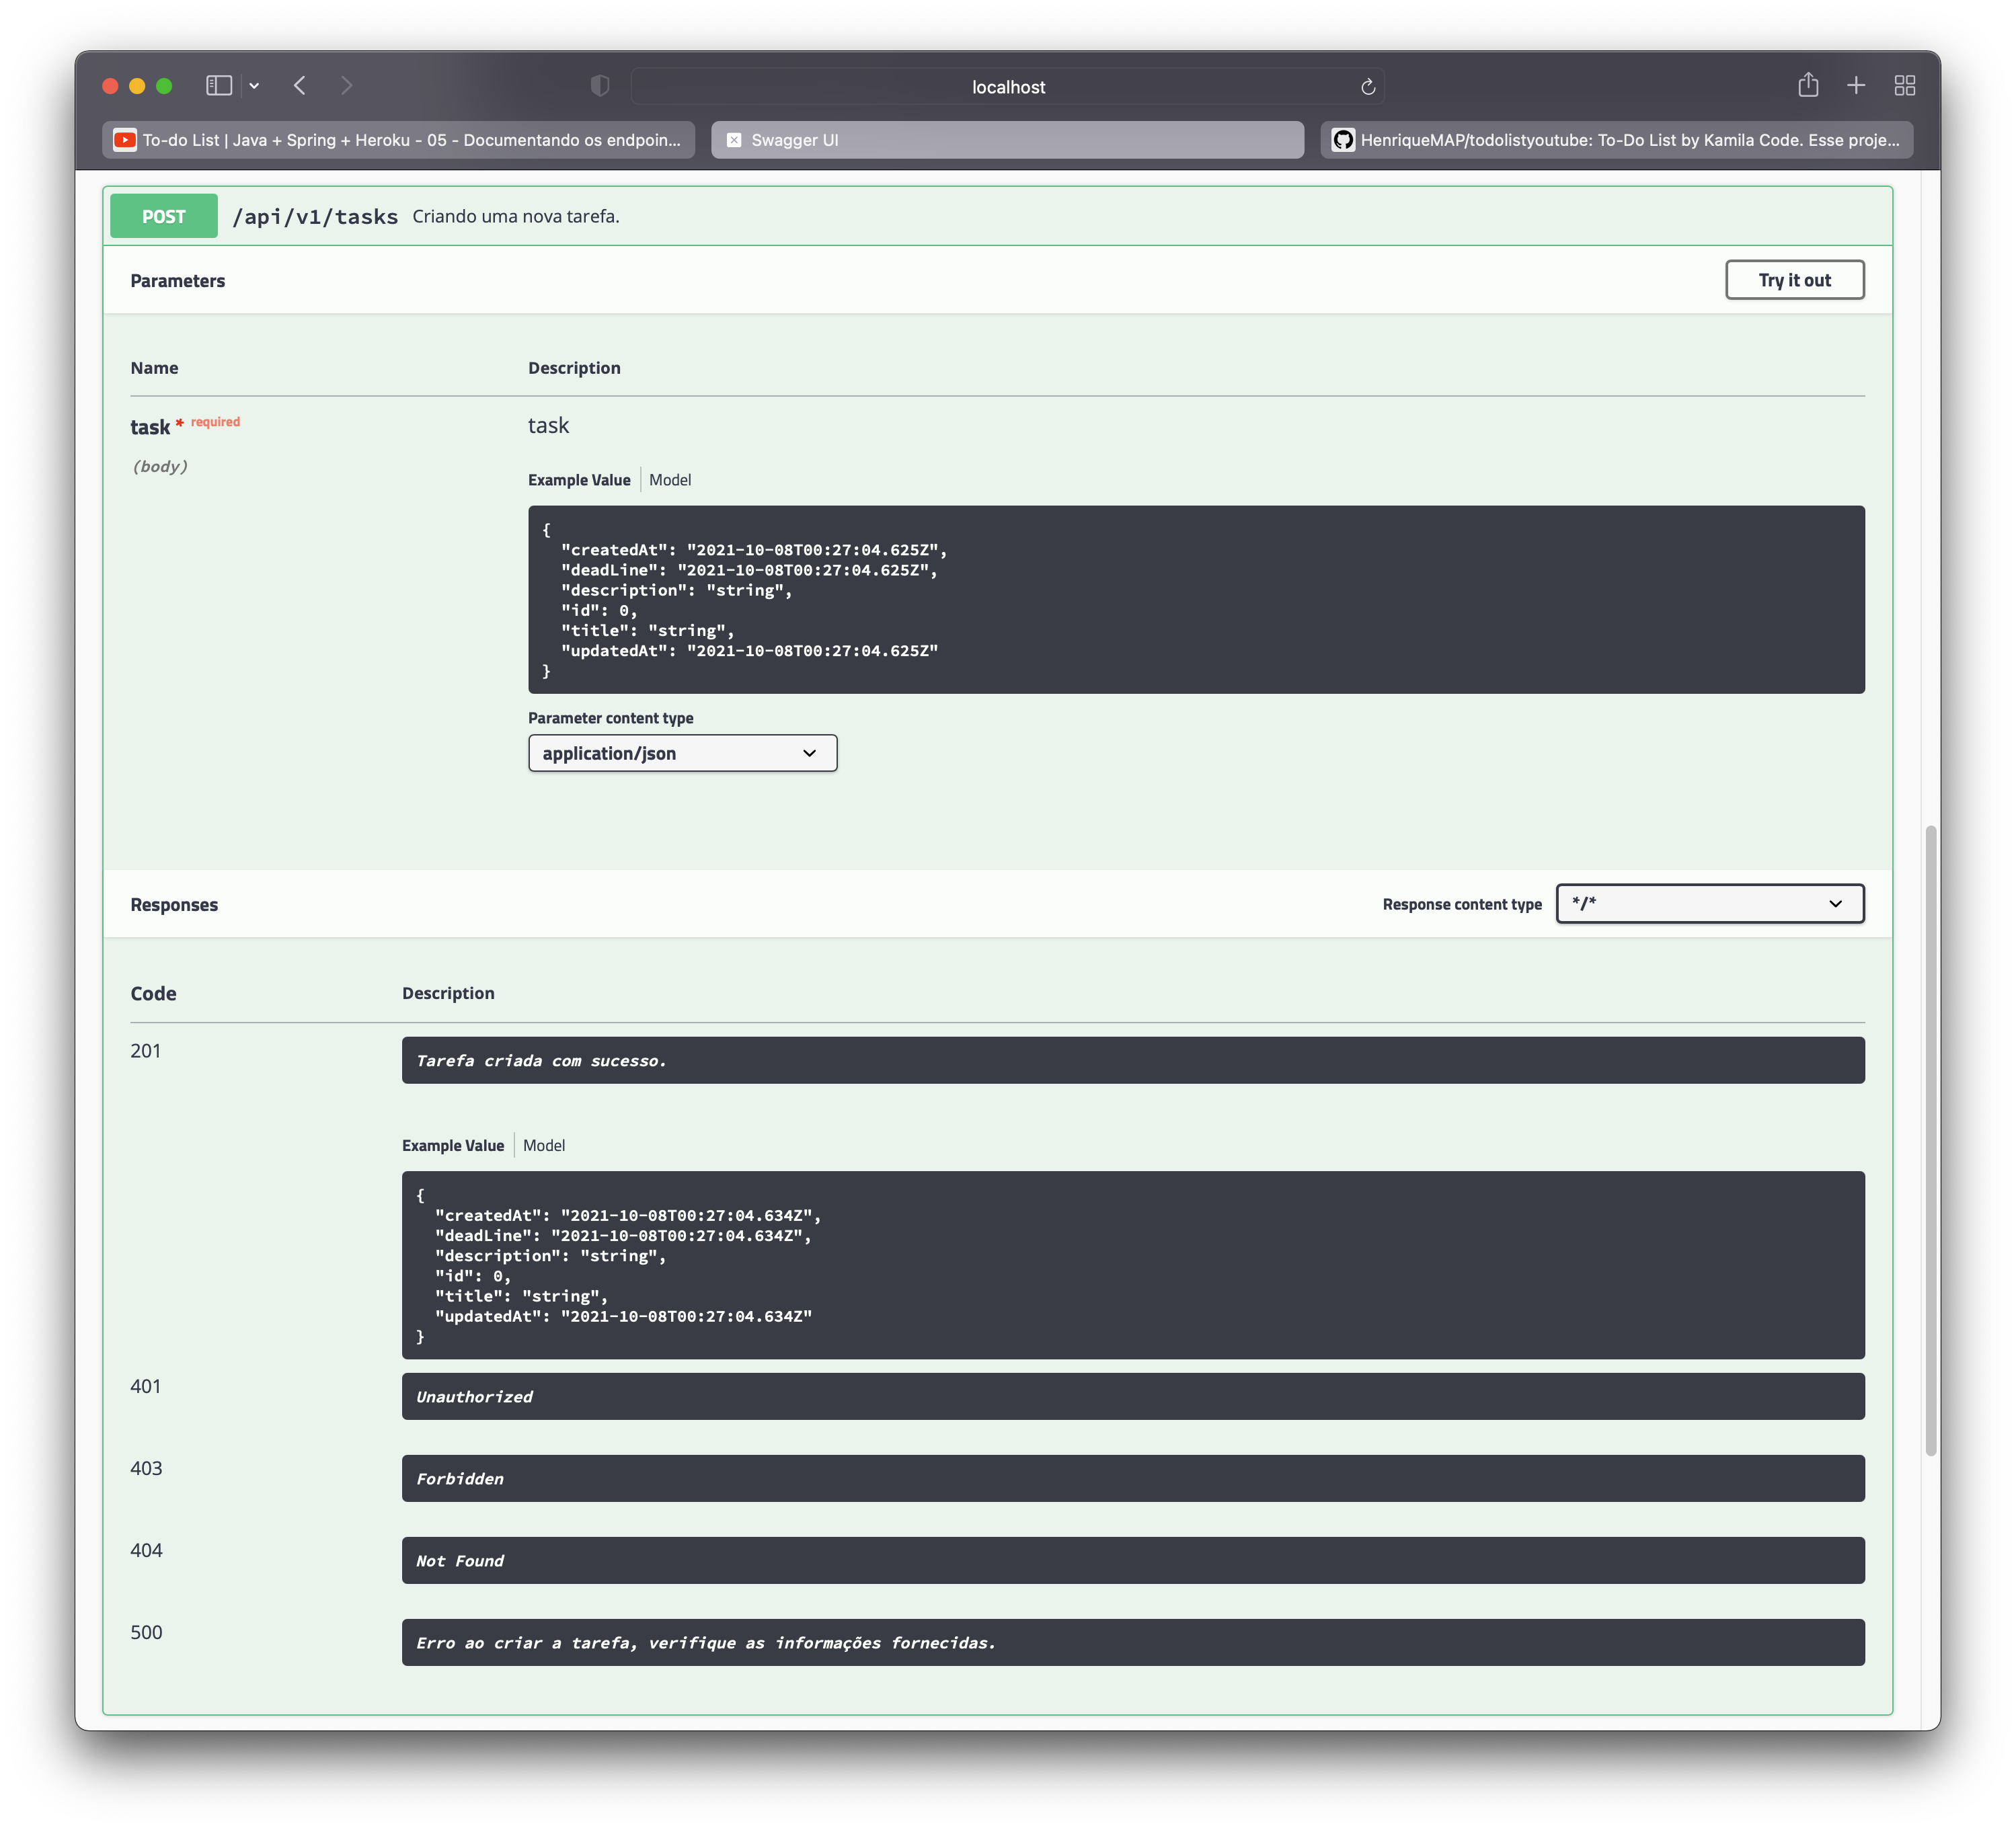 localhost
To-do List | Java + Spring + Heroku - 05 - Documentando os endpoin...
Swagger UI
HenriqueMAP/todolistyoutube: To-Do List by Kamila Code. Esse proje...
POST /api/v1/tasks Criando uma nova tarefa.
Parameters
Try it out
Name Description
task * required
(body)
task
Example Value Model
{
  "createdAt": "2021-10-08T00:27:04.625Z",
  "deadLine": "2021-10-08T00:27:04.625Z",
  "description": "string",
  "id": 0,
  "title": "string",
  "updatedAt": "2021-10-08T00:27:04.625Z"
}
Parameter content type
application/json
Responses
Response content type */*
Code Description
201 Tarefa criada com sucesso.
Example Value Model
{
  "createdAt": "2021-10-08T00:27:04.634Z",
  "deadLine": "2021-10-08T00:27:04.634Z",
  "description": "string",
  "id": 0,
  "title": "string",
  "updatedAt": "2021-10-08T00:27:04.634Z"
}
401 Unauthorized
403 Forbidden
404 Not Found
500 Erro ao criar a tarefa, verifique as informações fornecidas.